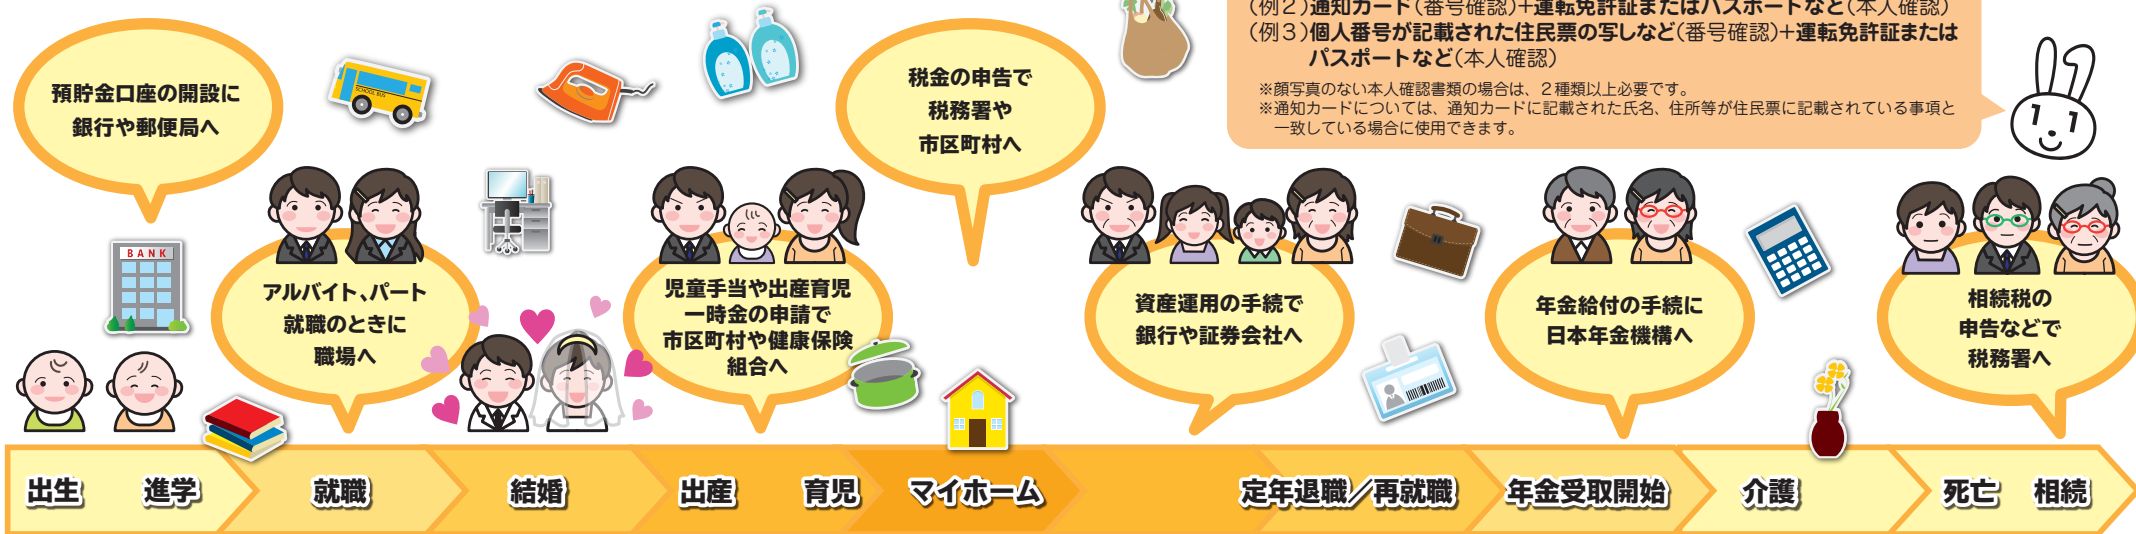 (例2)通知カード(番号確認)+運転免許証またはパスポートなど(本人確認)
(例3)個人番号が記載された住民票の写しなど(番号確認)+運転免許証または
パスポートなど(本人確認)
※顔写真のない本人確認書類の場合は、2種類以上必要です。
※通知カードについては、通知カードに記載された氏名、住所等が住民票に記載されている事項と
一致している場合に使用できます。
預貯金口座の開設に
銀行や郵便局へ
SCHOOL BUS
税金の申告で
税務署や
市区町村へ
BANK
アルバイト、パート
就職のときに
職場へ
児童手当や出産育児
一時金の申請で
市区町村や健康保険
組合へ
資産運用の手続で
銀行や証券会社へ
年金給付の手続に
日本年金機構へ
相続税の
申告などで
税務署へ
出生 進学 就職 結婚 出産 育児 マイホーム 定年退職/再就職 年金受取開始 介護 死亡 相続